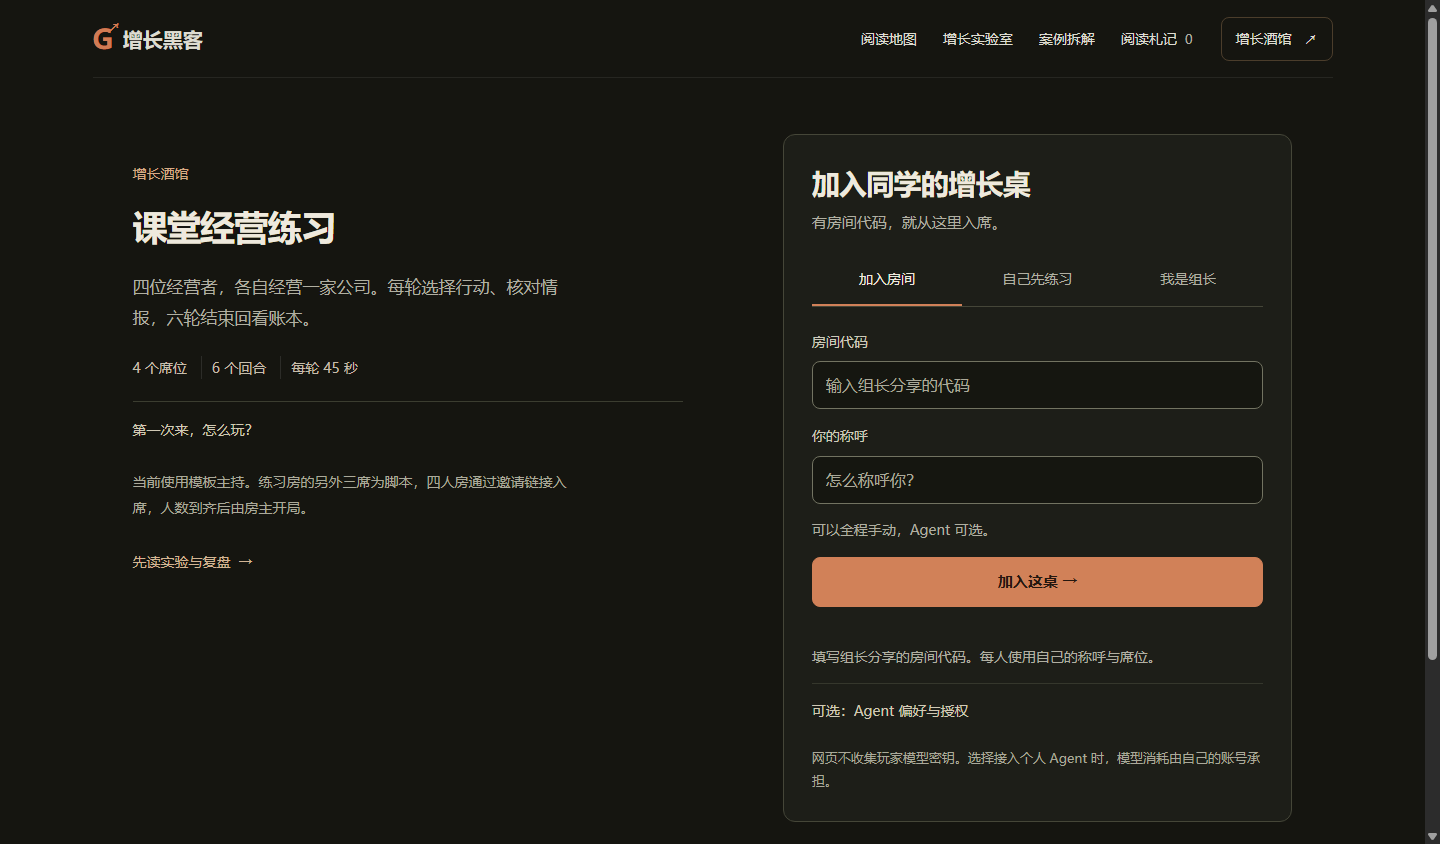 增长黑客
阅读地图 增长实验室 案例拆解 阅读札记 0 增长酒馆 ↗
增长酒馆
课堂经营练习
四位经营者，各自经营一家公司。每轮选择行动、核对情
报，六轮结束回看账本。
4 个席位 6 个回合 每轮 45 秒
第一次来，怎么玩？
当前使用模板主持。练习房的另外三席为脚本，四人房通过邀请链接入
席，人数到齐后由房主开局。
先读实验与复盘 →
加入同学的增长桌
有房间代码，就从这里入席。
加入房间 自己先练习 我是组长
房间代码
输入组长分享的代码
你的称呼
怎么称呼你？
可以全程手动，Agent 可选。
加入这桌 →
填写组长分享的房间代码。每人使用自己的称呼与席位。
可选：Agent 偏好与授权
网页不收集玩家模型密钥。选择接入个人 Agent 时，模型消耗由自己的账号承
担。